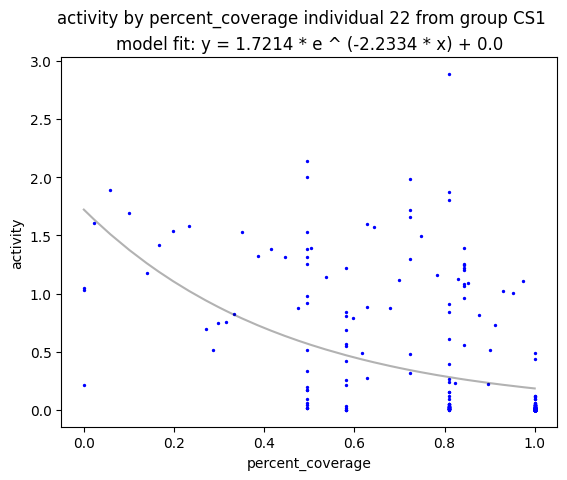 activity by percent_coverage individual 22 from group CS1
model fit: y = 1.7214 * e ^ (-2.2334 * x) + 0.0
3.0
2.5
2.0
1.5
1.0
0.5
0.0
activity
0.0 0.2 0.4 0.6 0.8 1.0
percent_coverage